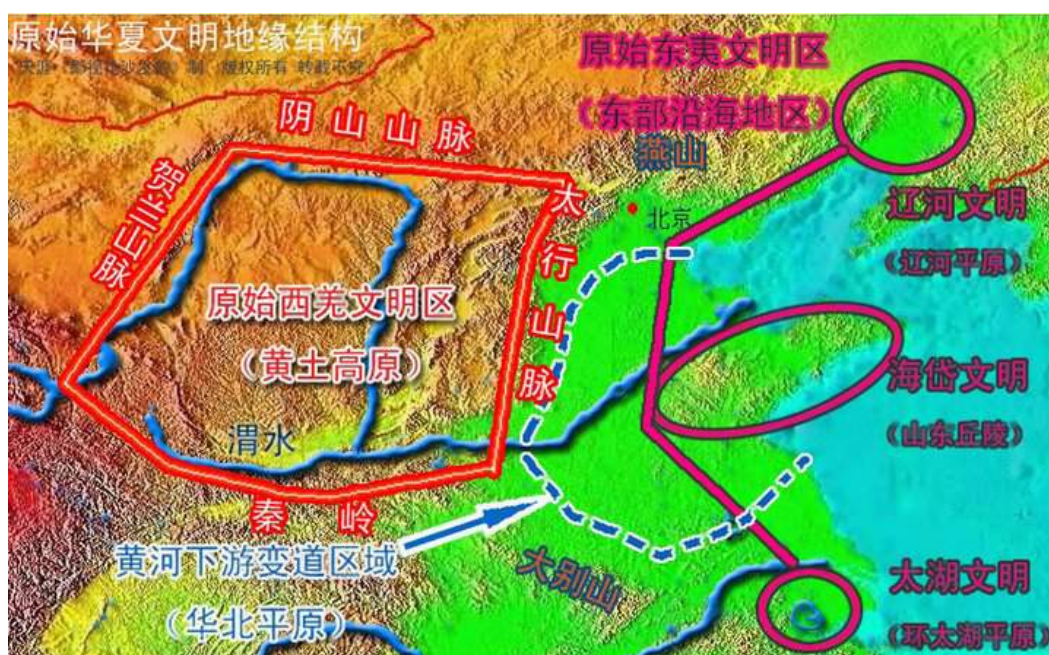 原始华夏文明地缘结构
原始东夷文明区
（东部沿海地区）
燕山
阴山山脉
贺兰山脉
太行山脉
北京
辽河文明
（辽河平原）
原始西羌文明区
（黄土高原）
海岱文明
（山东丘陵）
渭水
秦岭
黄河下游变道区域
（华北平原）
大别山
太湖文明
（环太湖平原）